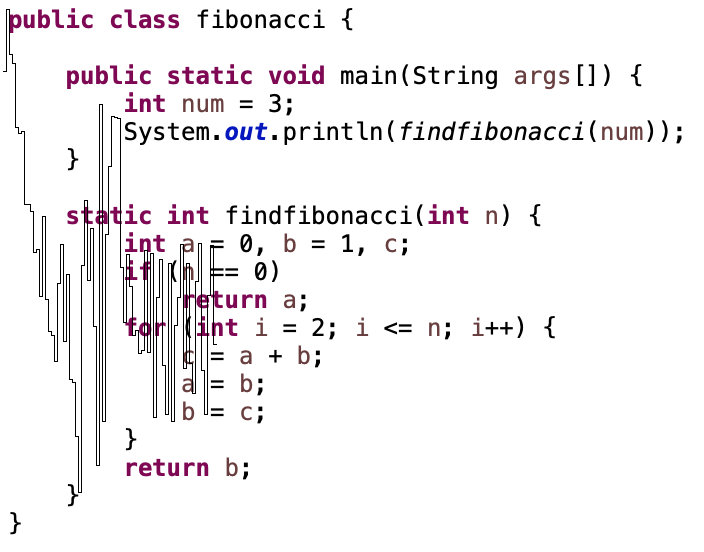 public class fibonacci {
    public static void main(String args[]) {
        int num = 3;
        System.out.println(findfibonacci(num));
    }
    static int findfibonacci(int n) {
        int a = 0, b = 1, c;
        if (n == 0)
            return a;
        for (int i = 2; i <= n; i++) {
            c = a + b;
            a = b;
            b = c;
        }
        return b;
    }
}